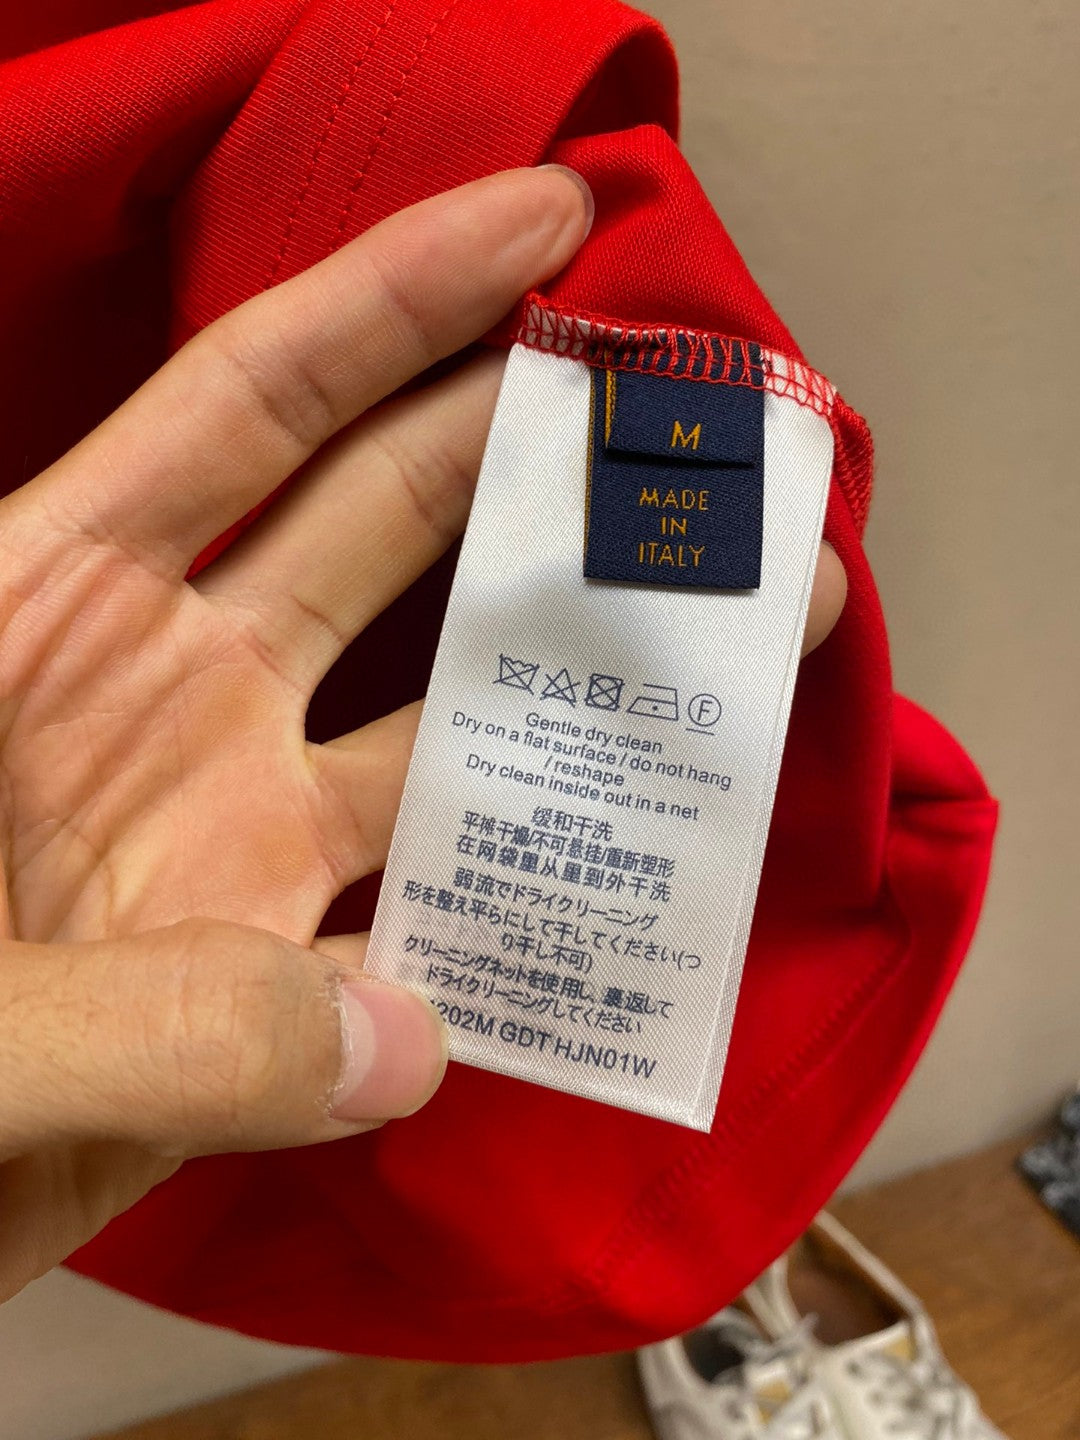 M
MADE
IN
ITALY
F
Gentle dry clean
Dry on a flat surface / do not hang
/ reshape
Dry clean inside out in a net
缓和干洗
平摊干燥/不可悬挂/重新塑形
在网袋里从里到外干洗
弱流でドライクリーニング
形を整え平らにして干してください(つ
り干し不可)
クリーニングネットを使用し、裏返して
ドライクリーニングしてください
202M GDT HJN01W